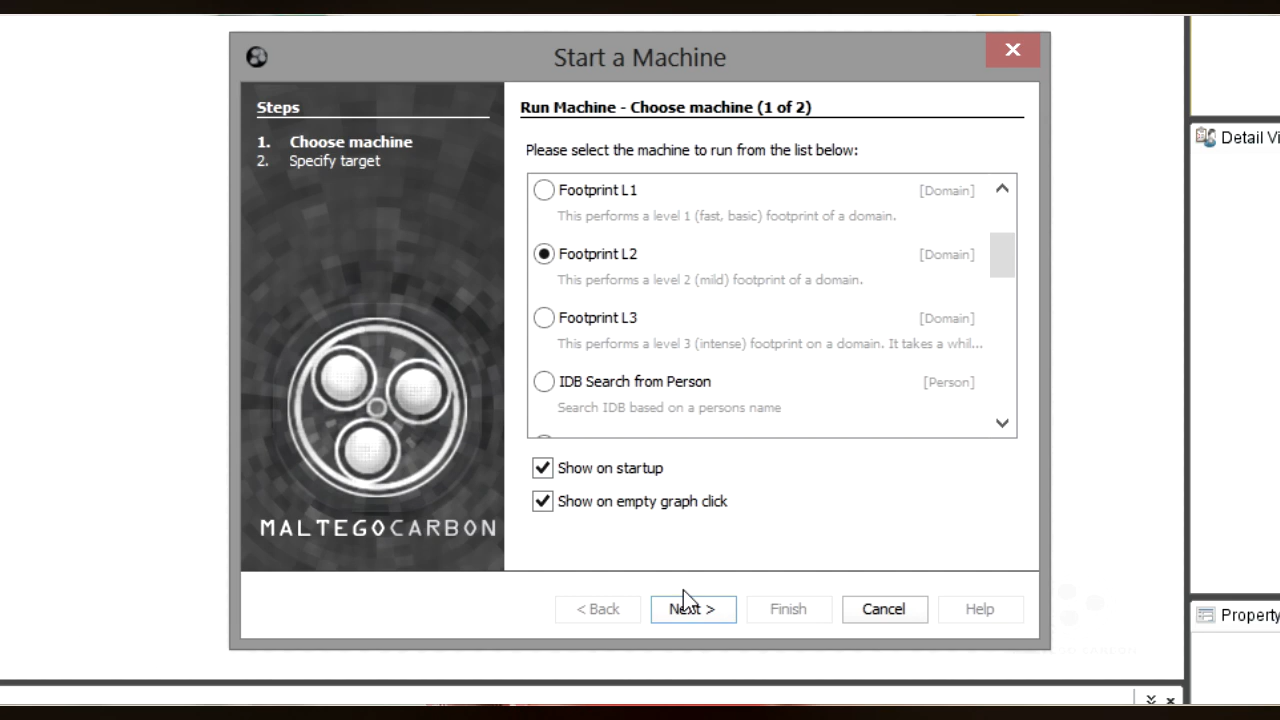 Start a Machine
Steps
1. Choose machine
2. Specify target
MALTEGOCARBON
Run Machine - Choose machine (1 of 2)
Please select the machine to run from the list below:
Footprint L1 [Domain]
This performs a level 1 (fast, basic) footprint of a domain.
Footprint L2 [Domain]
This performs a level 2 (mild) footprint of a domain.
Footprint L3 [Domain]
This performs a level 3 (intense) footprint on a domain. It takes a whil...
IDB Search from Person [Person]
Search IDB based on a persons name
Show on startup
Show on empty graph click
< Back Next > Finish Cancel Help
Detail Vi
Property